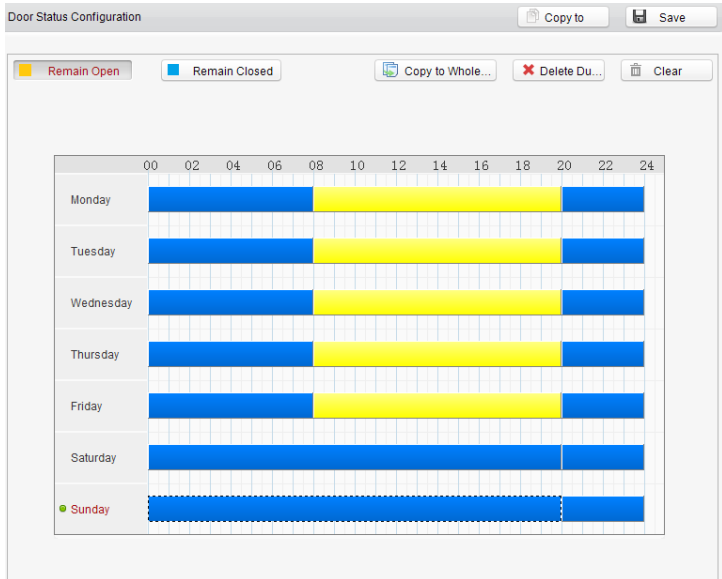 Door Status Configuration Copy to Save
Remain Open Remain Closed Copy to Whole... Delete Du... Clear
00 02 04 06 08 10 12 14 16 18 20 22 24
Monday
Tuesday
Wednesday
Thursday
Friday
Saturday
Sunday